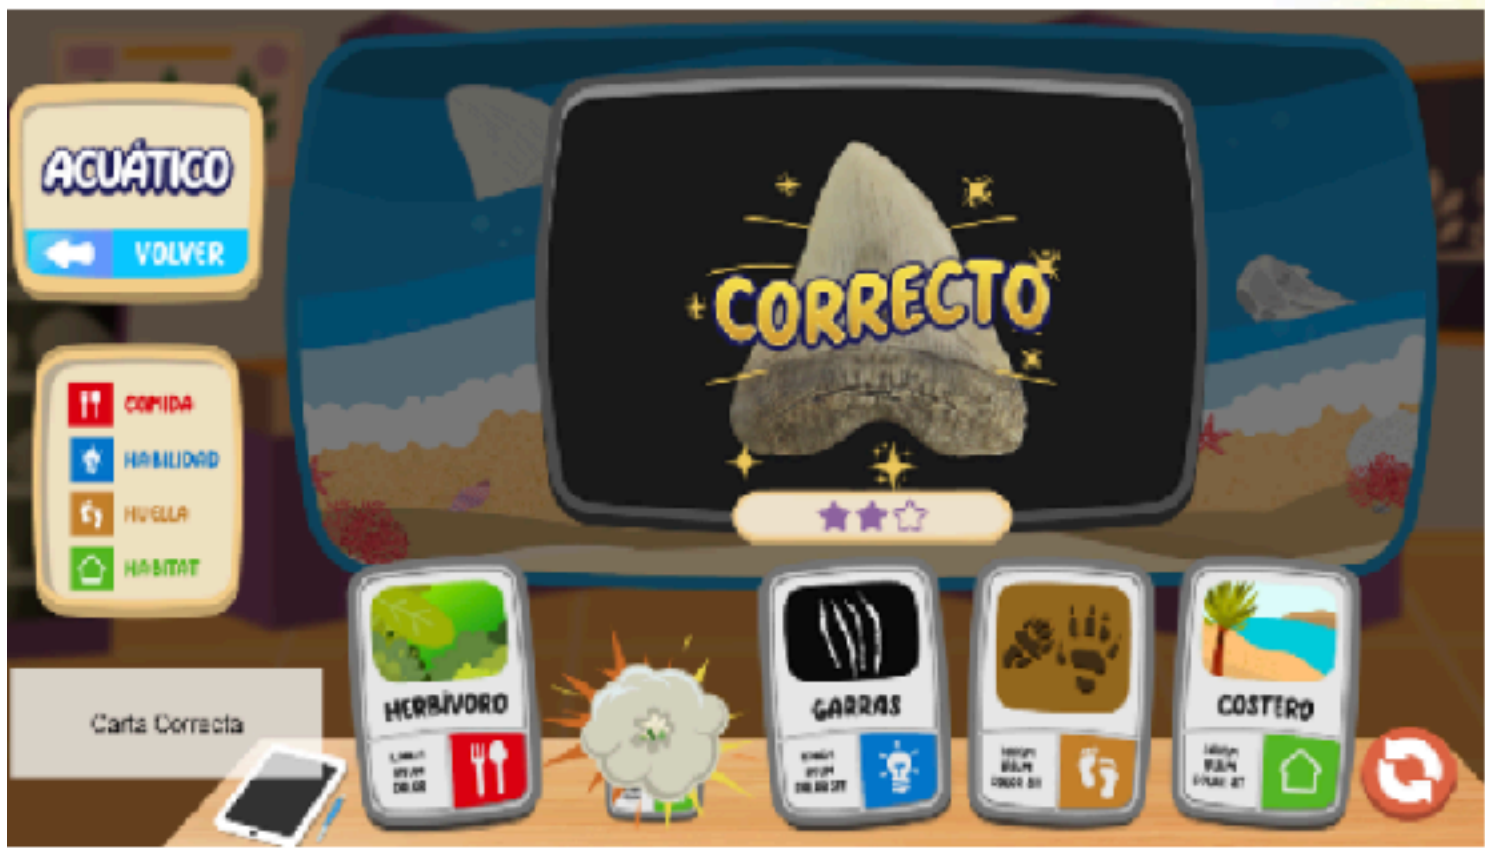 ACUÁTICO
VOLVER
CORRECTO
COMIDA
HABILIDAD
HUELLA
HABITAT
Carta Correcta
HERBÍVORO
GARRAS
COSTERO